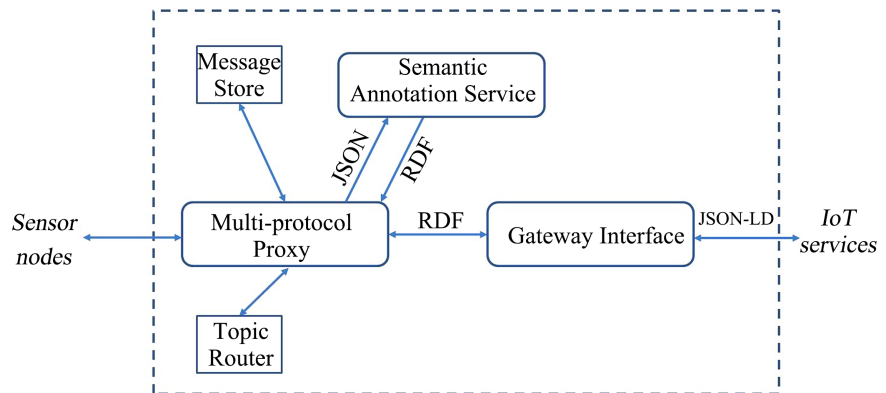 Message
Store
Semantic
Annotation Service
JSON
RDF
Sensor
nodes
Multi-protocol
Proxy
RDF
Gateway Interface
JSON-LD
IoT
services
Topic
Router